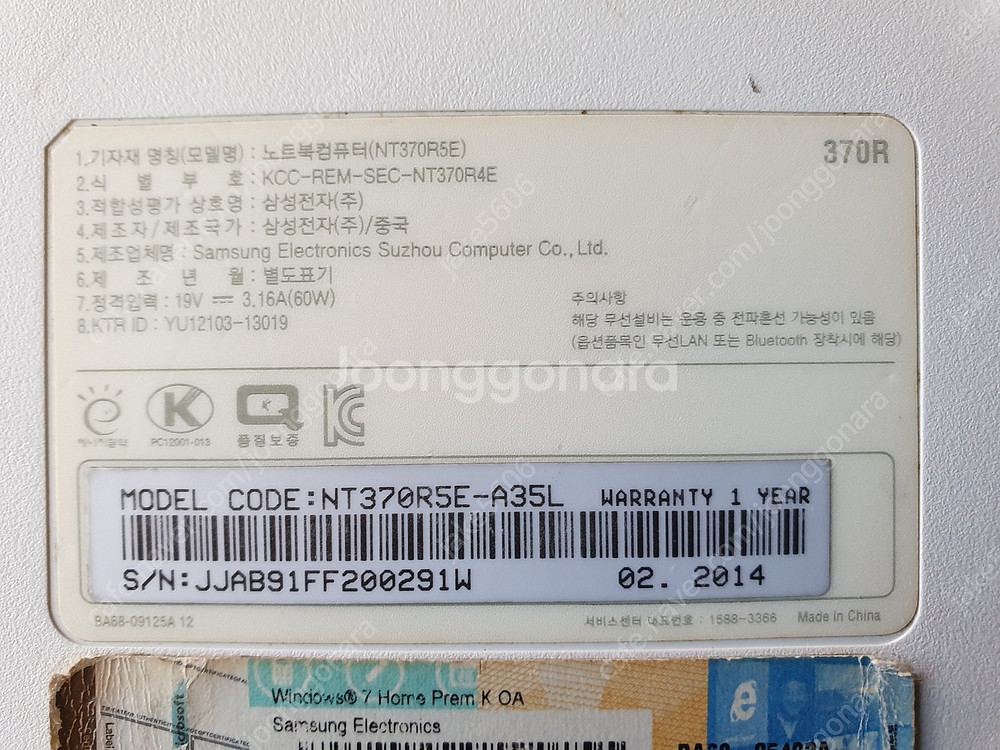 370R
1.기자재 명칭(모델명) : 노트북컴퓨터(NT370R5E)
2.식 별 부 호 : KCC-REM-SEC-NT370R4E
3.적합성평가 상호명 : 삼성전자(주)
4.제조자/제조국가 : 삼성전자(주)/중국
5.제조업체명 : Samsung Electronics Suzhou Computer Co., Ltd.
6.제 조 년 월 : 별도표기
7.정격입력 : 19V 3.16A(60W)
8.KTR ID : YU12103-13019
주의사항
해당 무선설비는 운용 중 전파혼선 가능성이 있음
(옵션품목인 무선LAN 또는 Bluetooth 장착시에 해당)
joonggonara
에너지절약
K
PC12001-013
K
품질보증
MODEL CODE:NT370R5E-A35L WARRANTY 1 YEAR
S/N:JJAB91FF200291W 02. 2014
BA68-09125A 12
서비스센터 대표번호 : 1588-3366 Made in China
Windows® 7 Home Prem K OA
Samsung Electronics